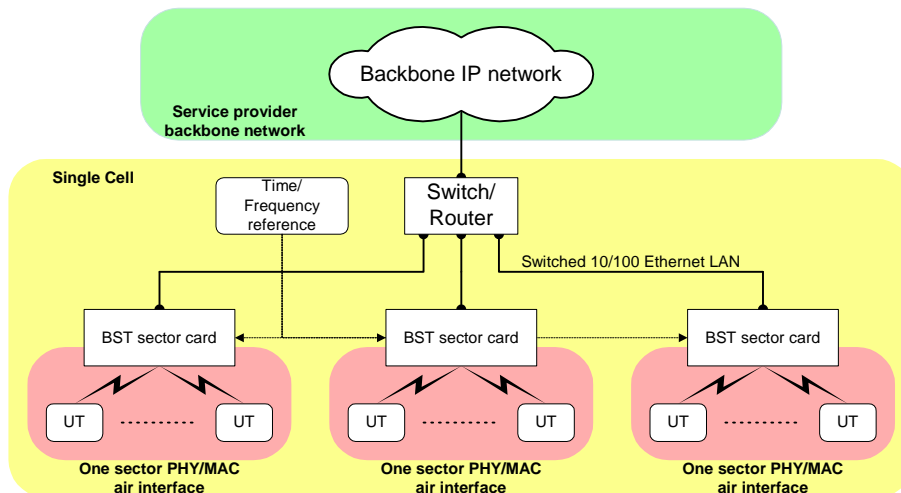 Backbone IP network
Service provider
backbone network
Single Cell
Time/
Frequency
reference
Switch/
Router
Switched 10/100 Ethernet LAN
BST sector card
BST sector card
BST sector card
UT
UT
UT
UT
UT
UT
One sector PHY/MAC
air interface
One sector PHY/MAC
air interface
One sector PHY/MAC
air interface